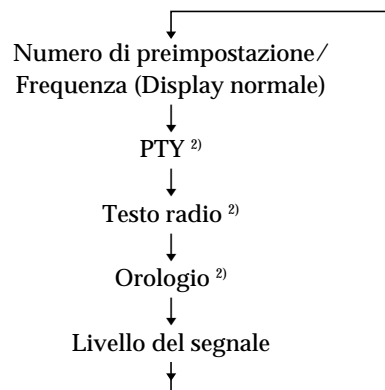 Numero di preimpostazione/
Frequenza (Display normale)
PTY 2)
Testo radio 2)
Orologio 2)
Livello del segnale